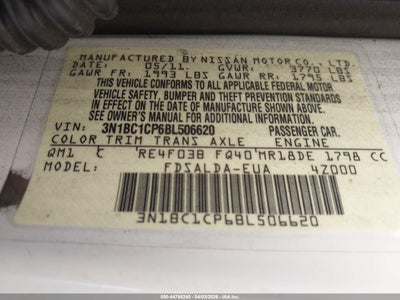 MANUFACTURED BY NISSAN MOTOR CO., LTD.
DATE: 05/11. GVWR: 3770 LBS
GAWR FR: 1993 LBS GAWR RR: 1795 LBS
THIS VEHICLE CONFORMS TO ALL APPLICABLE FEDERAL MOTOR
VEHICLE SAFETY, BUMPER, AND THEFT PREVENTION STANDARDS
IN EFFECT ON THE DATE OF MANUFACTURE SHOWN ABOVE.
SEE OWNER'S MANUAL FOR ADDITIONAL INFORMATION.
VIN: 3N1BC1CP6BL506620 PASSENGER CAR.
COLOR TRIM TRANS AXLE ENGINE
QM1 C RE4F03B FQ40 MR18DE 1798 CC
MODEL: FDSALDA-EUA 4Z000
3N1BC1CP6BL506620
04/03/2026